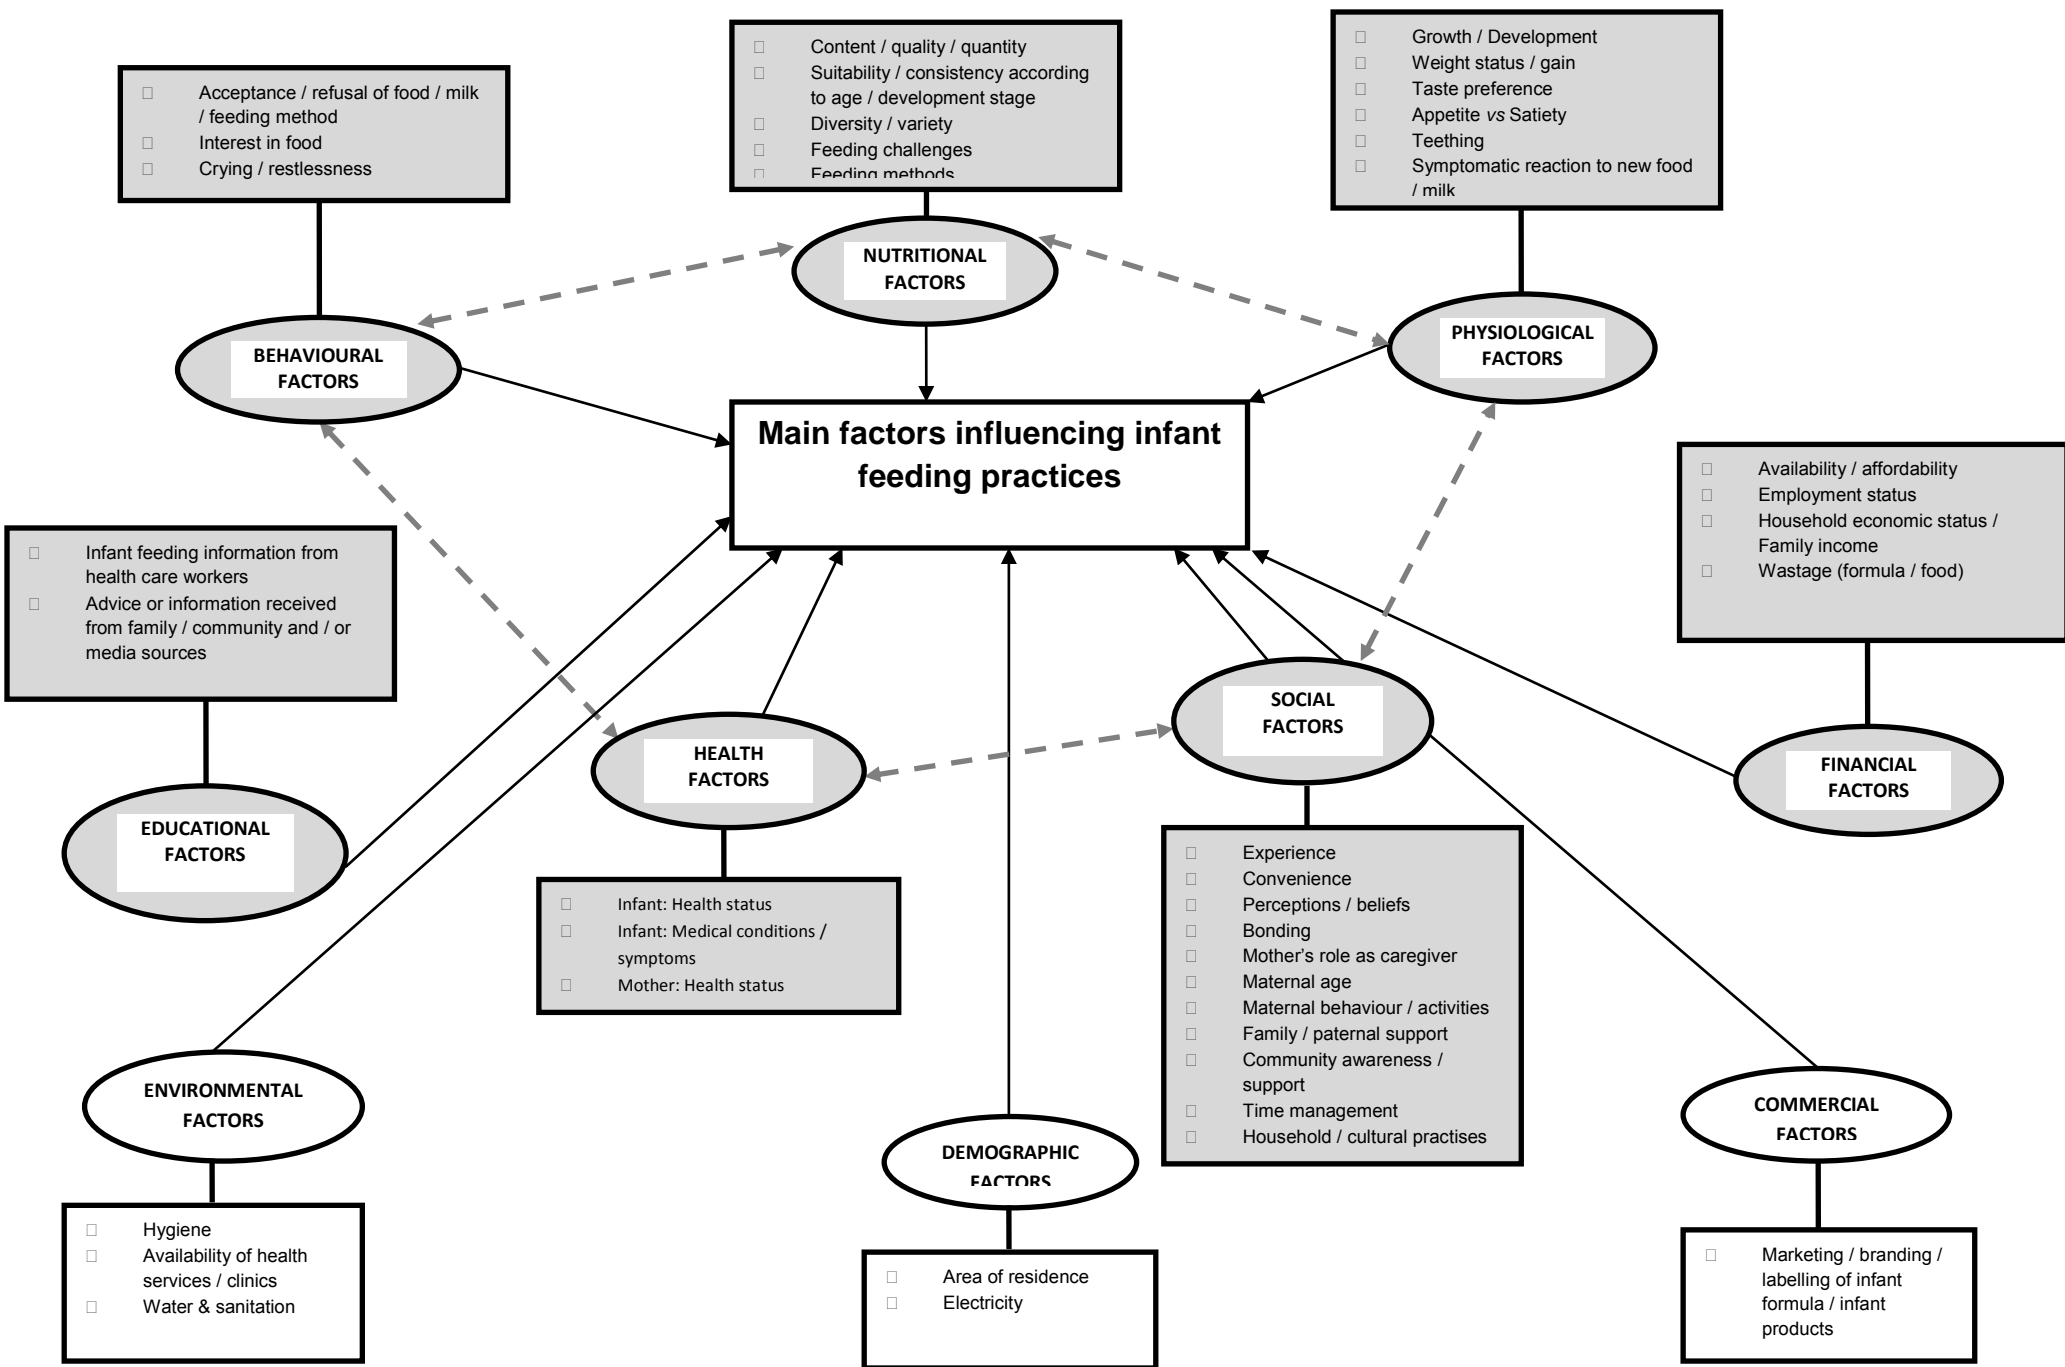 Content / quality / quantity
Suitability / consistency according
to age / development stage
Diversity / variety
Feeding challenges
Feeding methods
Growth / Development
Weight status / gain
Taste preference
Appetite vs Satiety
Teething
Symptomatic reaction to new food
/ milk
Acceptance / refusal of food / milk
/ feeding method
Interest in food
Crying / restlessness
NUTRITIONAL
FACTORS
BEHAVIOURAL
FACTORS
PHYSIOLOGICAL
FACTORS
Main factors influencing infant
feeding practices
Availability / affordability
Employment status
Household economic status /
Family income
Wastage (formula / food)
Infant feeding information from
health care workers
Advice or information received
from family / community and / or
media sources
SOCIAL
FACTORS
HEALTH
FACTORS
FINANCIAL
FACTORS
EDUCATIONAL
FACTORS
Infant: Health status
Infant: Medical conditions /
symptoms
Mother: Health status
Experience
Convenience
Perceptions / beliefs
Bonding
Mother’s role as caregiver
Maternal age
Maternal behaviour / activities
Family / paternal support
Community awareness /
support
Time management
Household / cultural practises
ENVIRONMENTAL
FACTORS
DEMOGRAPHIC
FACTORS
COMMERCIAL
FACTORS
Hygiene
Availability of health
services / clinics
Water & sanitation
Area of residence
Electricity
Marketing / branding /
labelling of infant
formula / infant
products